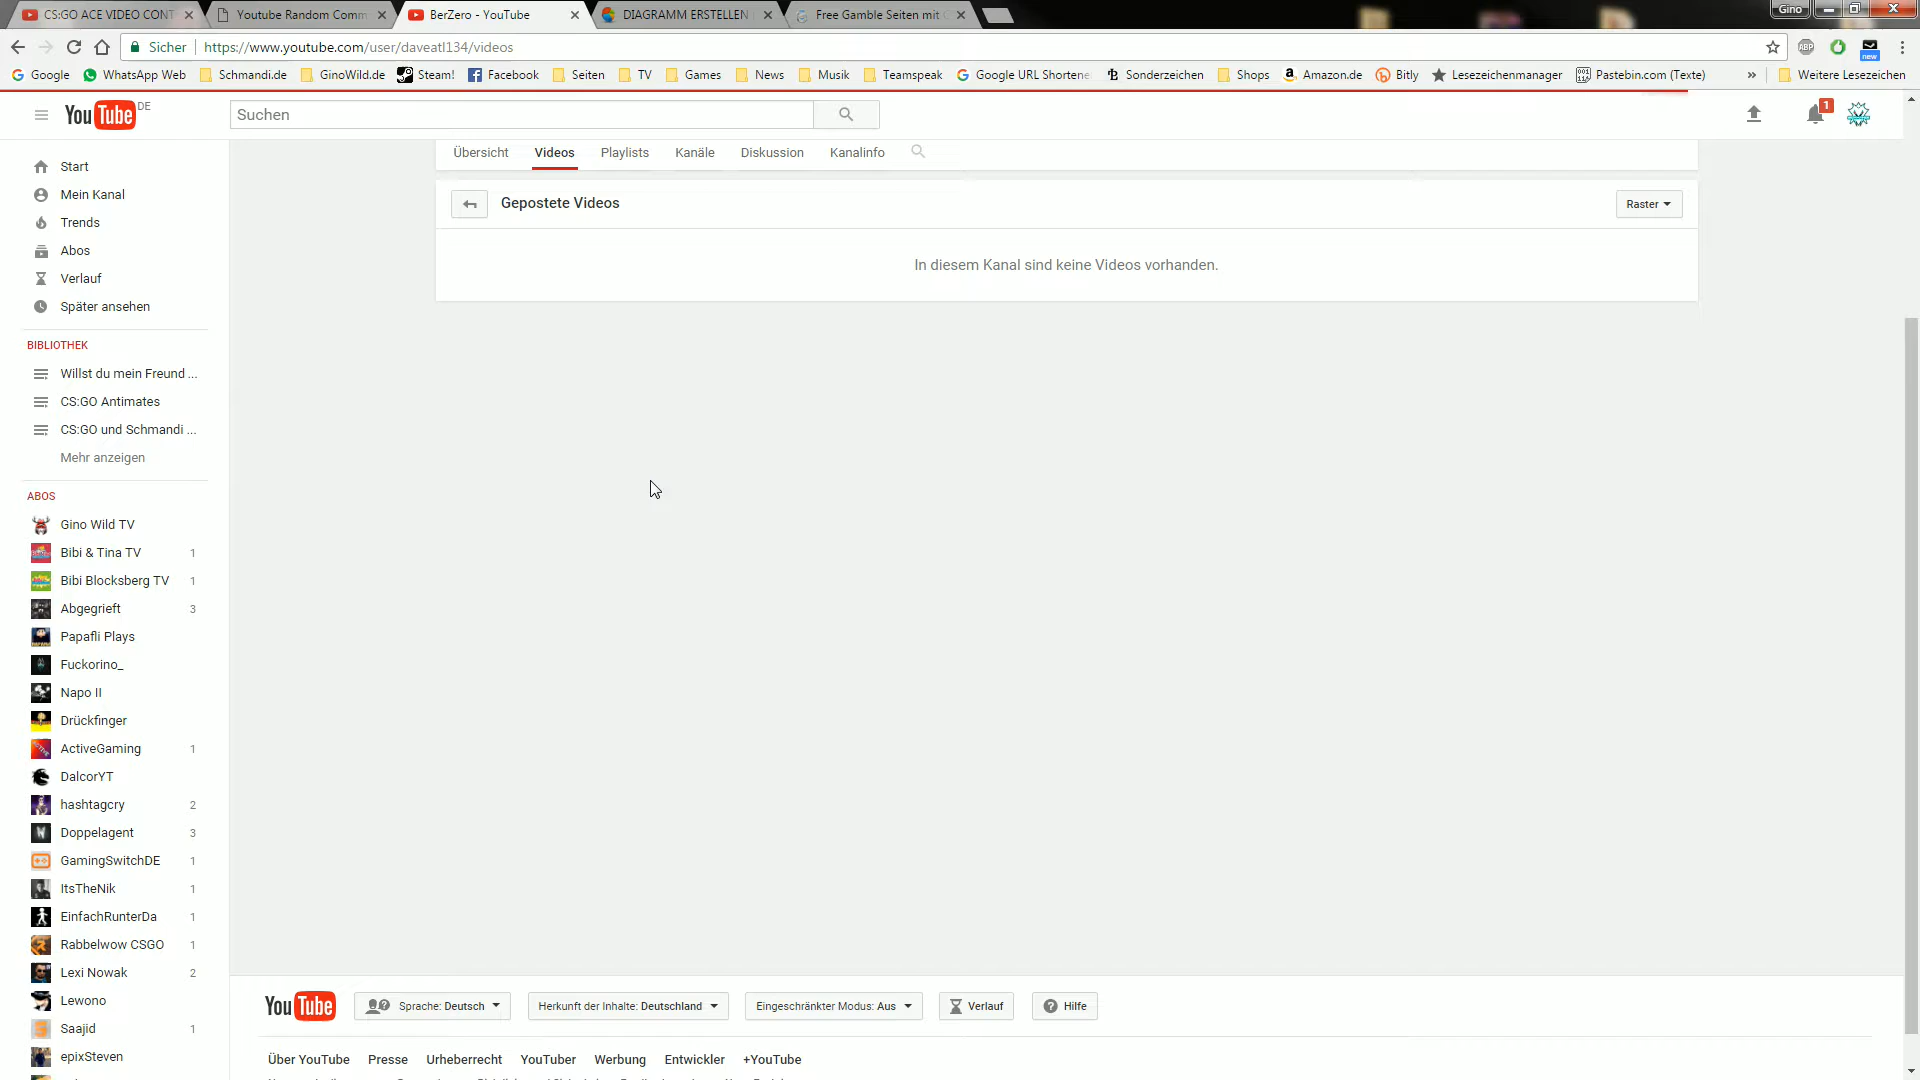 CS:GO ACE VIDEO CONT
Youtube Random Comm
BerZero - YouTube
DIAGRAMM ERSTELLEN
Free Gamble Seiten mit
Gino
Sicher
https://www.youtube.com/user/daveatl134/videos
ABP
new
Google
WhatsApp Web
Schmandi.de
GinoWild.de
Steam!
Facebook
Seiten
TV
Games
News
Musik
Teamspeak
Google URL Shortene
Sonderzeichen
Shops
Amazon.de
Bitly
Lesezeichenmanager
Pastebin.com (Texte)
»
Weitere Lesezeichen
YouTube DE
Suchen
1
Übersicht
Videos
Playlists
Kanäle
Diskussion
Kanalinfo
Gepostete Videos
Raster
In diesem Kanal sind keine Videos vorhanden.
Start
Mein Kanal
Trends
Abos
Verlauf
Später ansehen
BIBLIOTHEK
Willst du mein Freund ...
CS:GO Antimates
CS:GO und Schmandi ...
Mehr anzeigen
ABOS
Gino Wild TV
Bibi & Tina TV 1
Bibi Blocksberg TV 1
Abgegrieft 3
Papafli Plays
Fuckorino_
Napo II
Drückfinger
ActiveGaming 1
DalcorYT
hashtagcry 2
Doppelagent 3
GamingSwitchDE 1
ItsTheNik 1
EinfachRunterDa 1
Rabbelwow CSGO 1
Lexi Nowak 2
Lewono
Saajid 1
epixSteven
YouTube
Sprache: Deutsch
Herkunft der Inhalte: Deutschland
Eingeschränkter Modus: Aus
Verlauf
Hilfe
Über YouTube
Presse
Urheberrecht
YouTuber
Werbung
Entwickler
+YouTube